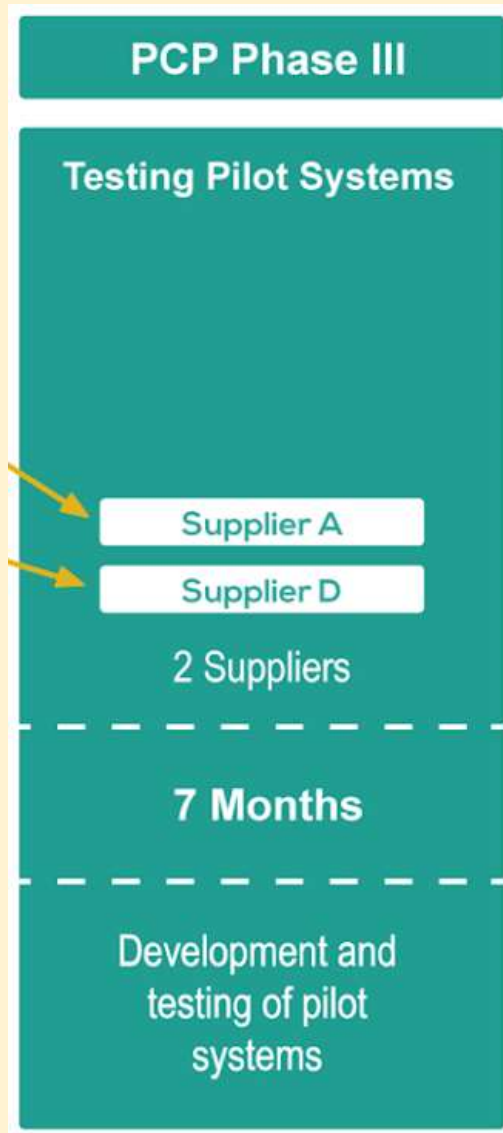 PCP Phase III
Testing Pilot Systems
Supplier A
Supplier D
2 Suppliers
7 Months
Development and
testing of pilot
systems